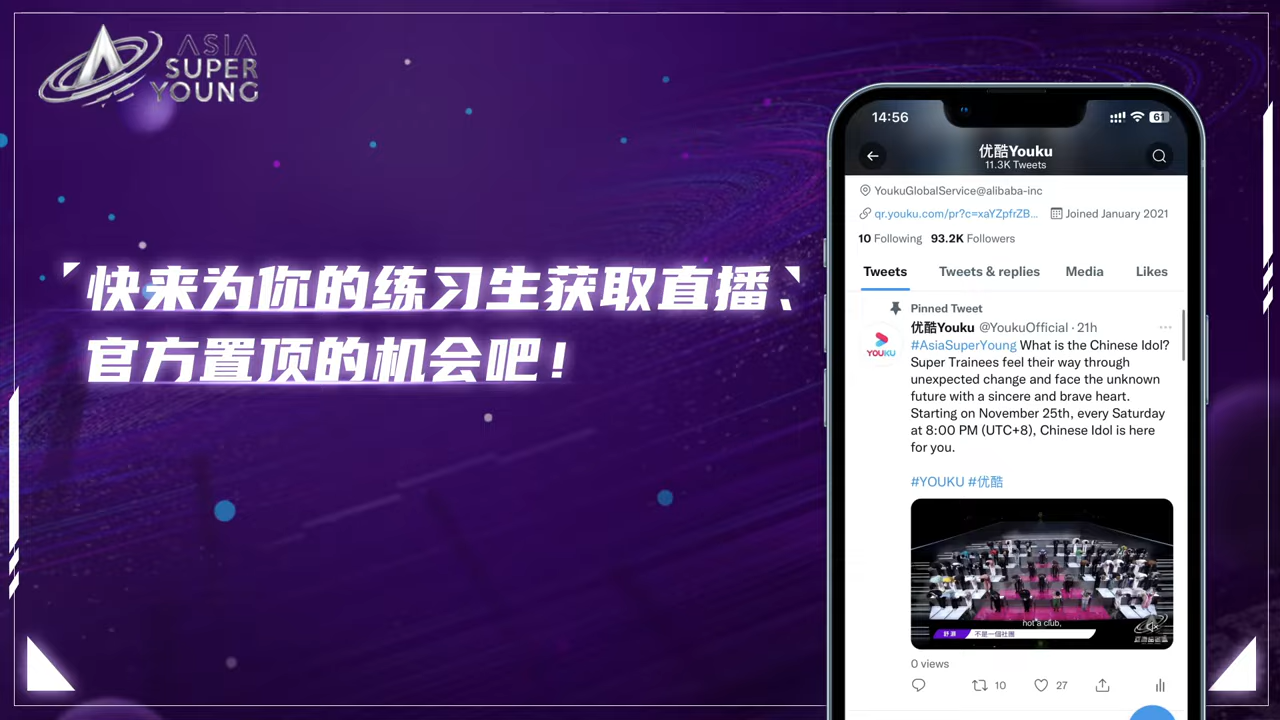 ASIA
SUPER
YOUNG
快来为你的练习生获取直播、
官方置顶的机会吧！
14:56
61
优酷Youku
11.3K Tweets
YoukuGlobalService@alibaba-inc
qr.youku.com/pr?c=xaYZpfrZB...
Joined January 2021
10 Following 93.2K Followers
Tweets Tweets & replies Media Likes
Pinned Tweet
优酷Youku @YoukuOfficial · 21h
#AsiaSuperYoung What is the Chinese Idol?
Super Trainees feel their way through
unexpected change and face the unknown
future with a sincere and brave heart.
Starting on November 25th, every Saturday
at 8:00 PM (UTC+8), Chinese Idol is here
for you.
#YOUKU #优酷
YOUKU
not a club,
舒淇
不是一個社團
0 views
10 27